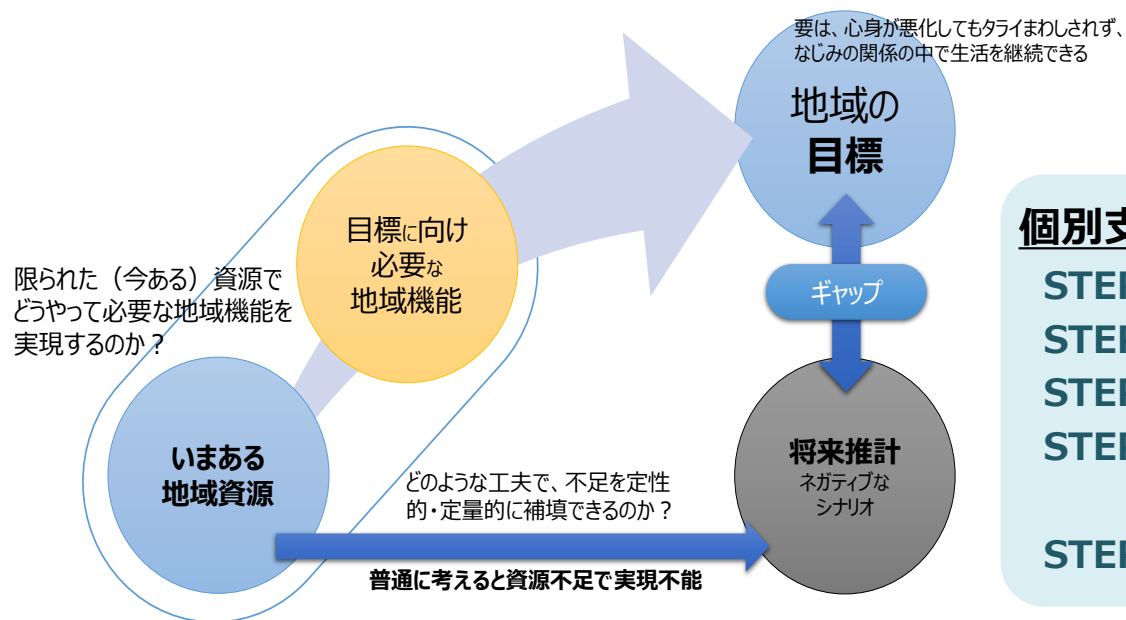 要は、心身が悪化してもタライまわしされず、
なじみの関係の中で生活を継続できる
地域の
目標
目標に向け
必要な
地域機能
限られた（今ある）資源で
どうやって必要な地域機能を
実現するのか？
ギャップ
いまある
地域資源
将来推計
ネガティブな
シナリオ
どのような工夫で、不足を定性
的・定量的に補填できるのか？
普通に考えると資源不足で実現不能
個別支
STEP
STEP
STEP
STEP
STEP